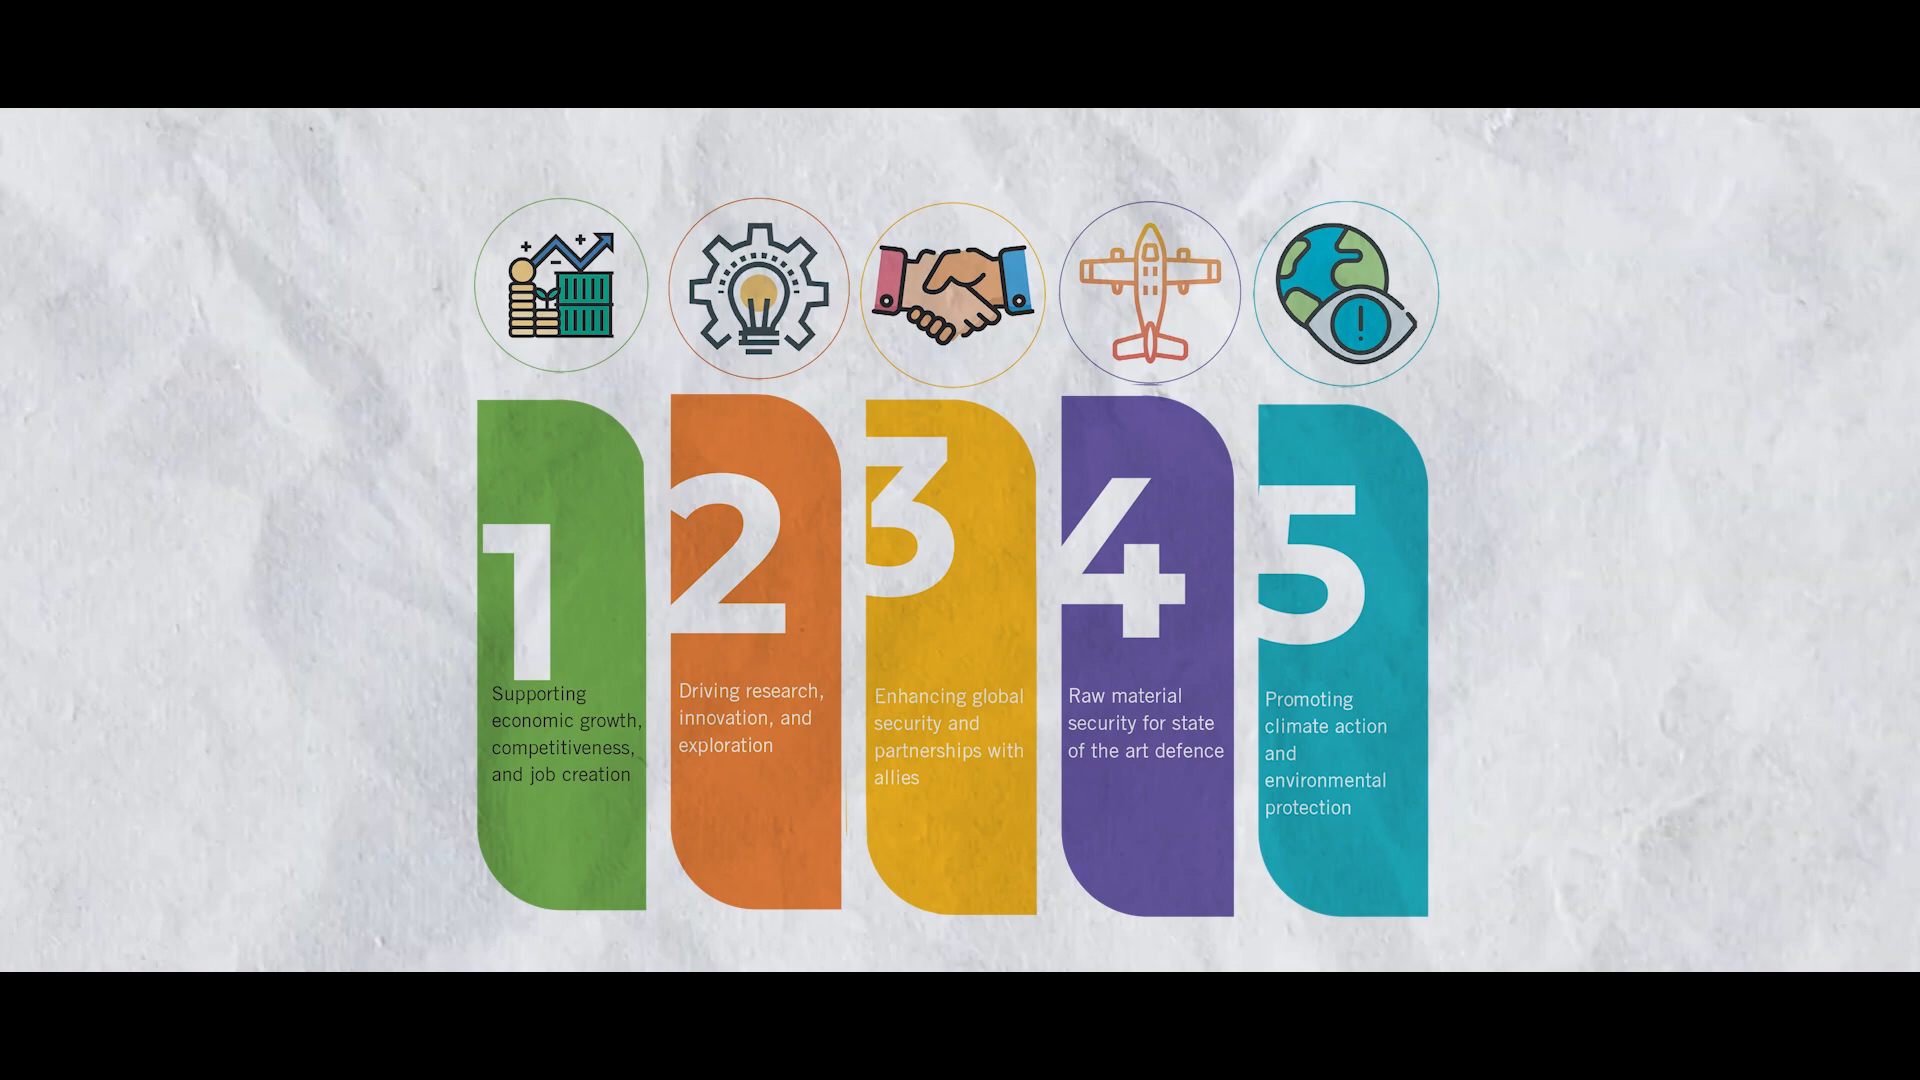 1
Supporting
economic growth,
competitiveness,
and job creation
2
Driving research,
innovation, and
exploration
3
Enhancing global
security and
partnerships with
allies
4
Raw material
security for state
of the art defence
5
Promoting
climate action
and
environmental
protection